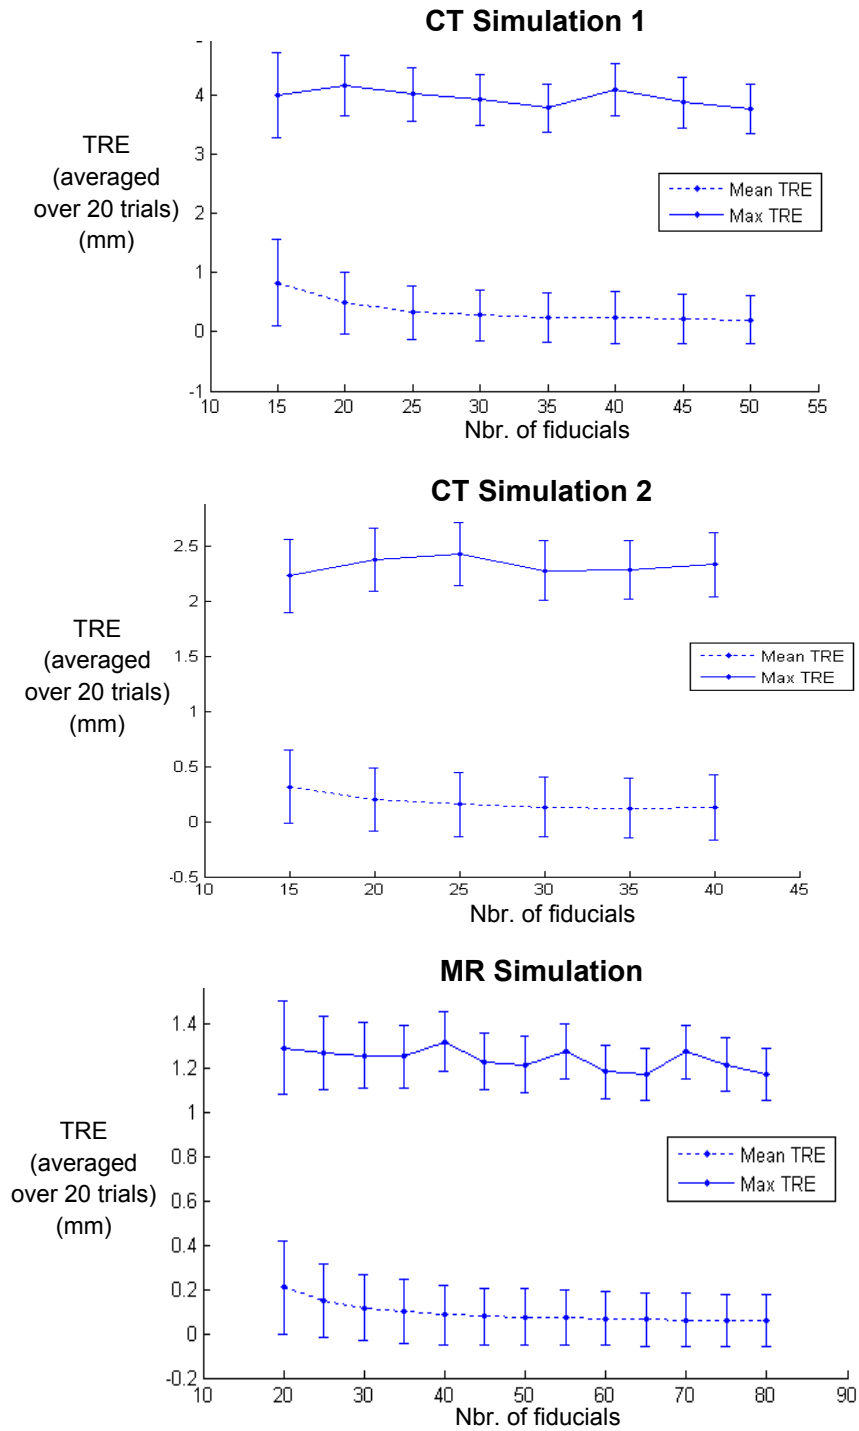 CT Simulation 1
TRE
(averaged
over 20 trials)
(mm)
4
3
2
1
0
-1
Mean TRE
Max TRE
10 15 20 25 30 35 40 45 50 55
Nbr. of fiducials
CT Simulation 2
TRE
(averaged
over 20 trials)
(mm)
2.5
2
1.5
1
0.5
0
-0.5
Mean TRE
Max TRE
10 15 20 25 30 35 40 45
Nbr. of fiducials
MR Simulation
TRE
(averaged
over 20 trials)
(mm)
1.4
1.2
1
0.8
0.6
0.4
0.2
0
-0.2
Mean TRE
Max TRE
10 20 30 40 50 60 70 80 90
Nbr. of fiducials